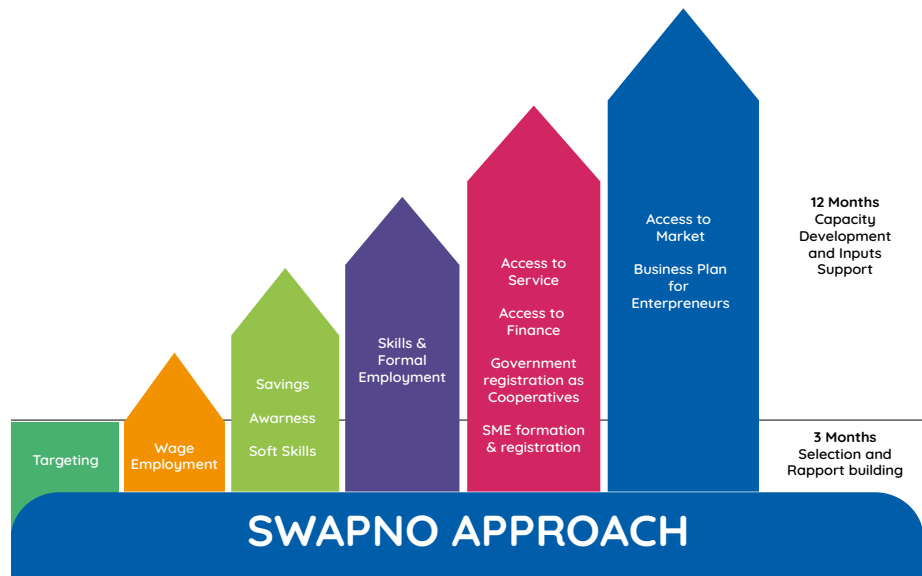 Targeting
Wage
Employment
Savings
Awarness
Soft Skills
Skills &
Formal
Employment
Access to
Service
Access to
Finance
Government
registration as
Cooperatives
SME formation
& registration
Access to
Market
Business Plan
for
Enterpreneurs
12 Months
Capacity
Development
and Inputs
Support
3 Months
Selection and
Rapport building
SWAPNO APPROACH